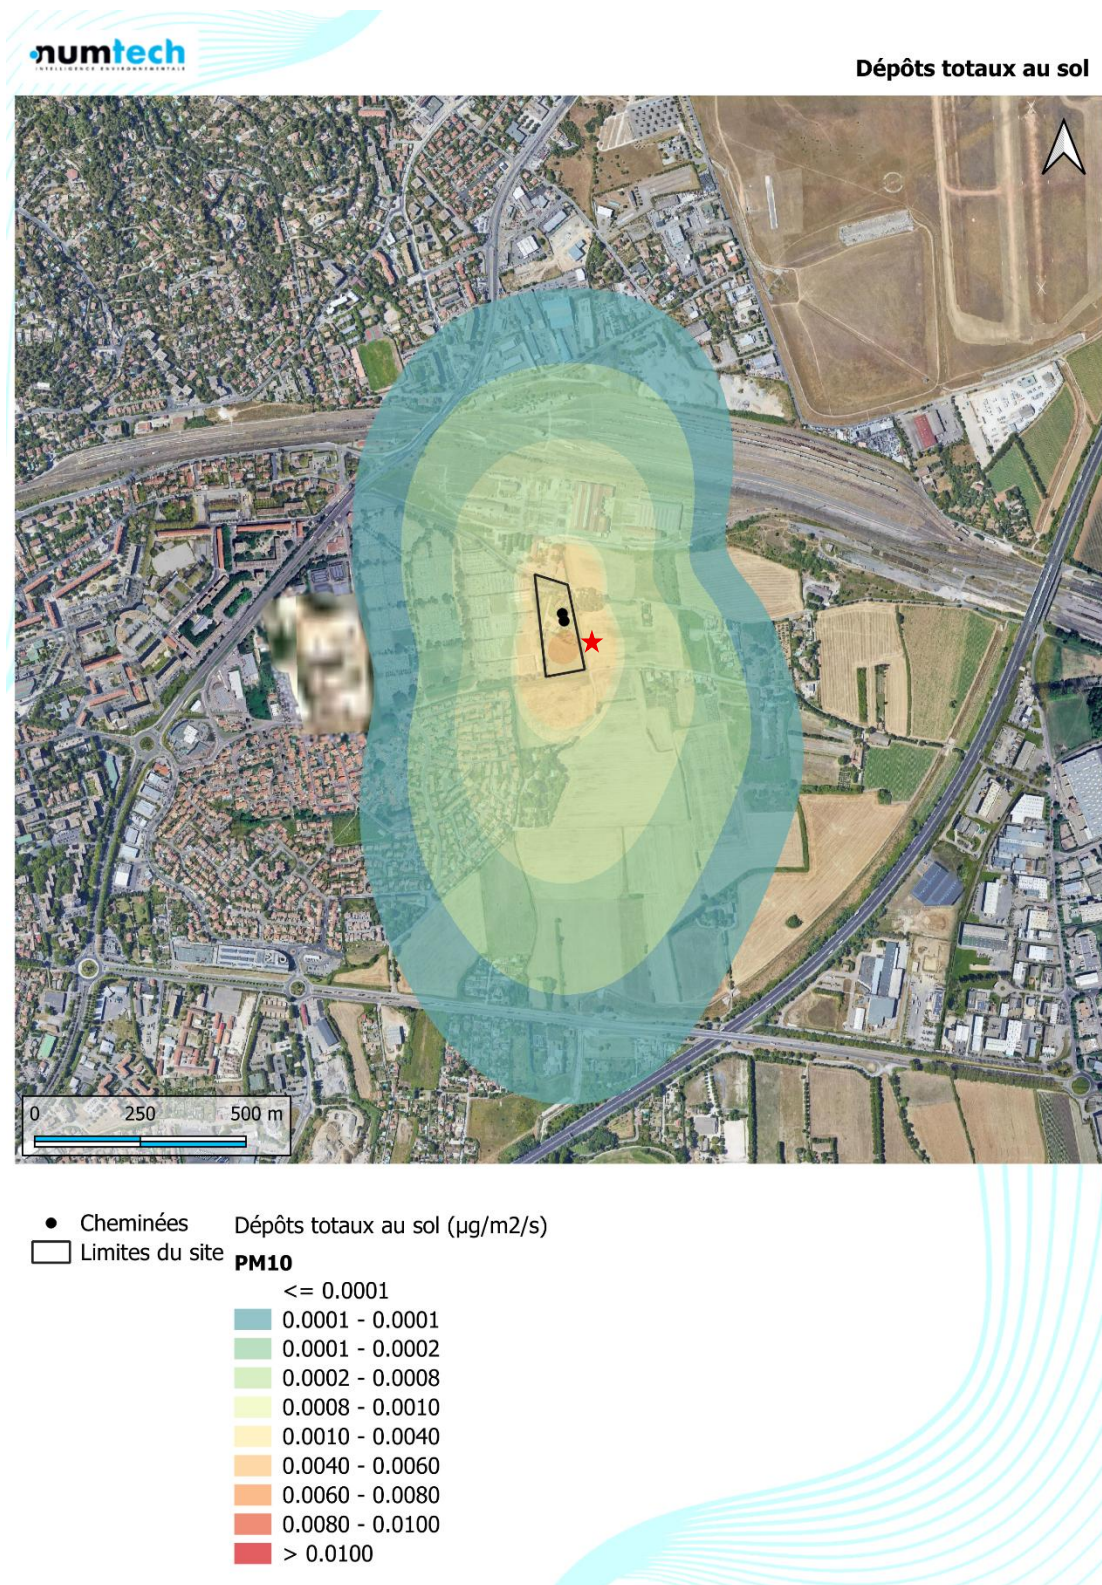 numtech
INTELLIGENCE ENVIRONNEMENTALE
Dépôts totaux au sol
0 250 500 m
Cheminées
Limites du site
Dépôts totaux au sol (µg/m2/s)
PM10
<= 0.0001
0.0001 - 0.0001
0.0001 - 0.0002
0.0002 - 0.0008
0.0008 - 0.0010
0.0010 - 0.0040
0.0040 - 0.0060
0.0060 - 0.0080
0.0080 - 0.0100
> 0.0100